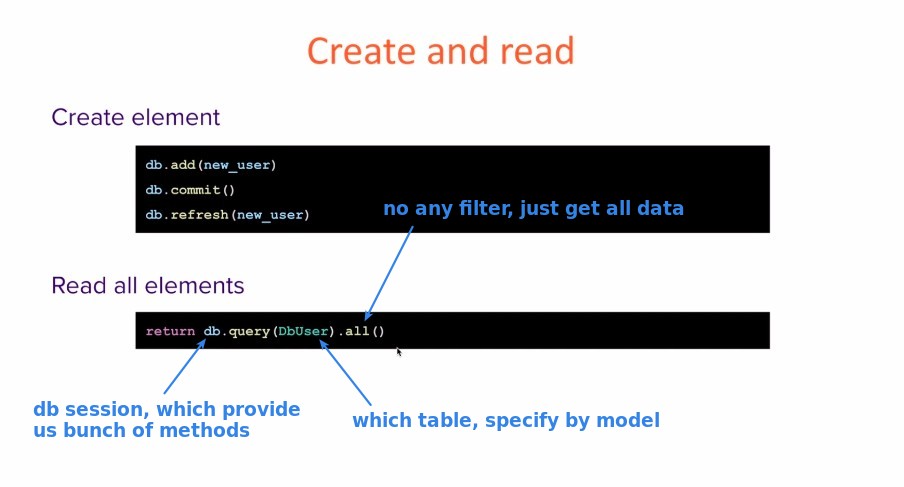 Create and read
Create element
db.add(new_user)
db.commit()
db.refresh(new_user)
no any filter, just get all data
Read all elements
return db.query(DbUser).all()
db session, which provide
us bunch of methods
which table, specify by model